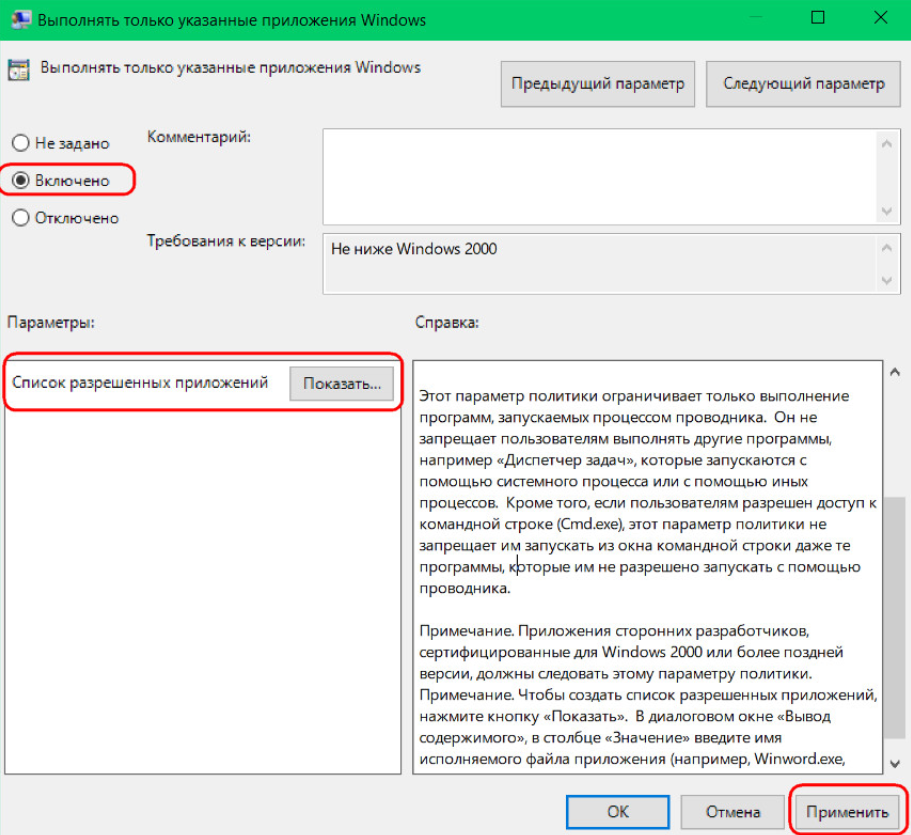 Выполнять только указанные приложения Windows
Выполнять только указанные приложения Windows
Предыдущий параметр
Следующий параметр
Не задано
Комментарий:
Включено
Отключено
Требования к версии:
Не ниже Windows 2000
Параметры:
Справка:
Список разрешенных приложений
Показать...
Этот параметр политики ограничивает только выполнение
программ, запускаемых процессом проводника. Он не
запрещает пользователям выполнять другие программы,
например «Диспетчер задач», которые запускаются с
помощью системного процесса или с помощью иных
процессов. Кроме того, если пользователям разрешен доступ к
командной строке (Cmd.exe), этот параметр политики не
запрещает им запускать из окна командной строки даже те
программы, которые им не разрешено запускать с помощью
проводника.
Примечание. Приложения сторонних разработчиков,
сертифицированные для Windows 2000 или более поздней
версии, должны следовать этому параметру политики.
Примечание. Чтобы создать список разрешенных приложений,
нажмите кнопку «Показать». В диалоговом окне «Вывод
содержимого», в столбце «Значение» введите имя
исполняемого файла приложения (например, Winword.exe,
OK
Отмена
Применить